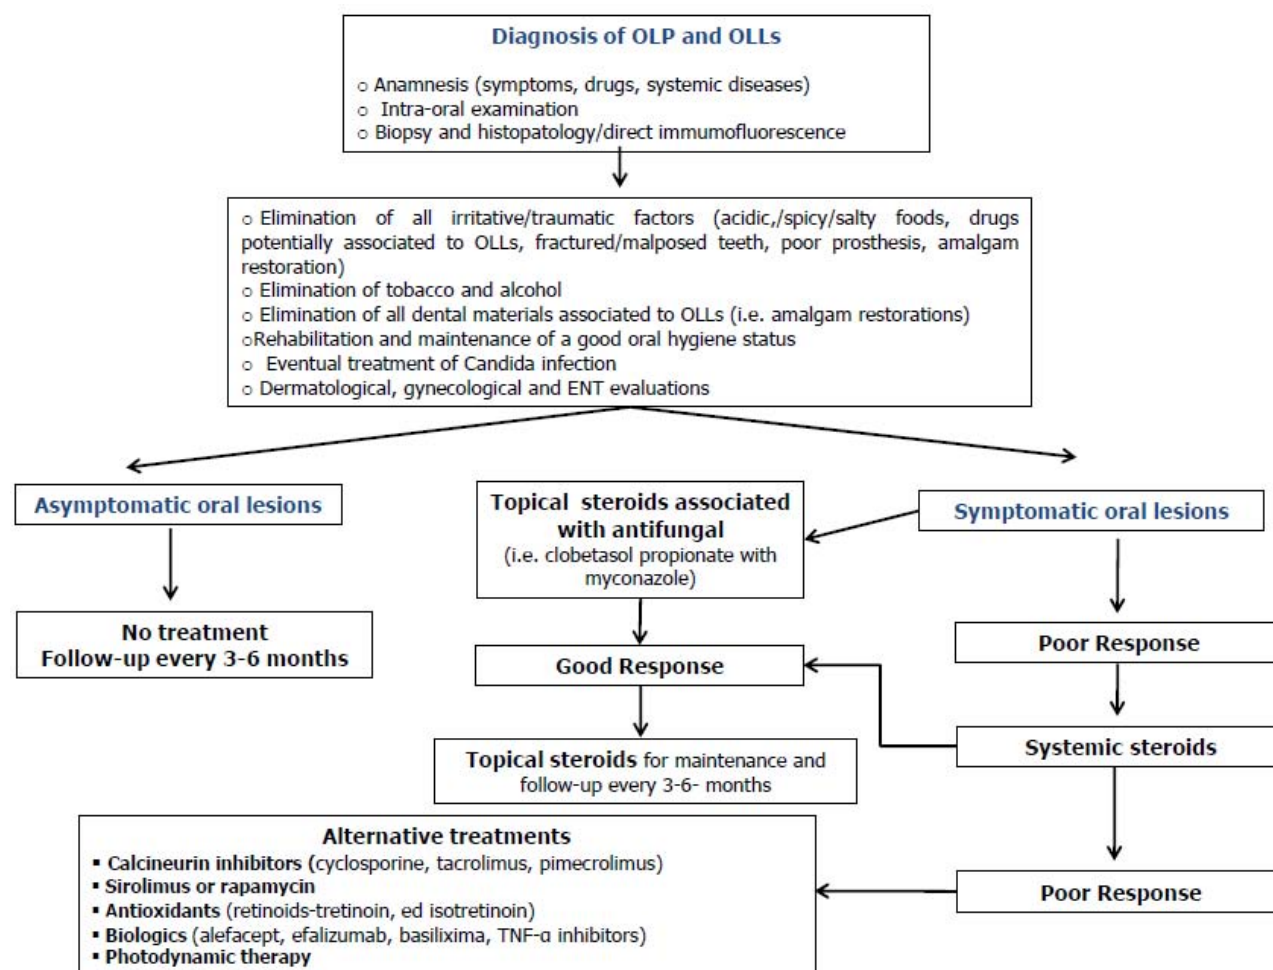 Diagnosis of OLP and OLLs
o Anamnesis (symptoms, drugs, systemic diseases)
o Intra-oral examination
o Biopsy and histopatology/direct immumofluorescence
o Elimination of all irritative/traumatic factors (acidic,/spicy/salty foods, drugs
potentially associated to OLLs, fractured/malposed teeth, poor prosthesis, amalgam
restoration)
o Elimination of tobacco and alcohol
o Elimination of all dental materials associated to OLLs (i.e. amalgam restorations)
oRehabilitation and maintenance of a good oral hygiene status
o Eventual treatment of Candida infection
o Dermatological, gynecological and ENT evaluations
Asymptomatic oral lesions
No treatment
Follow-up every 3-6 months
Topical steroids associated
with antifungal
(i.e. clobetasol propionate with
myconazole)
Good Response
Topical steroids for maintenance and
follow-up every 3-6- months
Symptomatic oral lesions
Poor Response
Systemic steroids
Poor Response
Alternative treatments
▪ Calcineurin inhibitors (cyclosporine, tacrolimus, pimecrolimus)
▪ Sirolimus or rapamycin
▪ Antioxidants (retinoids-tretinoin, ed isotretinoin)
▪ Biologics (alefacept, efalizumab, basilixima, TNF-α inhibitors)
▪ Photodynamic therapy